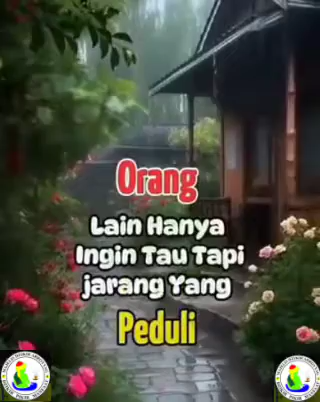 Orang
Lain Hanya
Ingin Tau Tapi
jarang Yang
Peduli